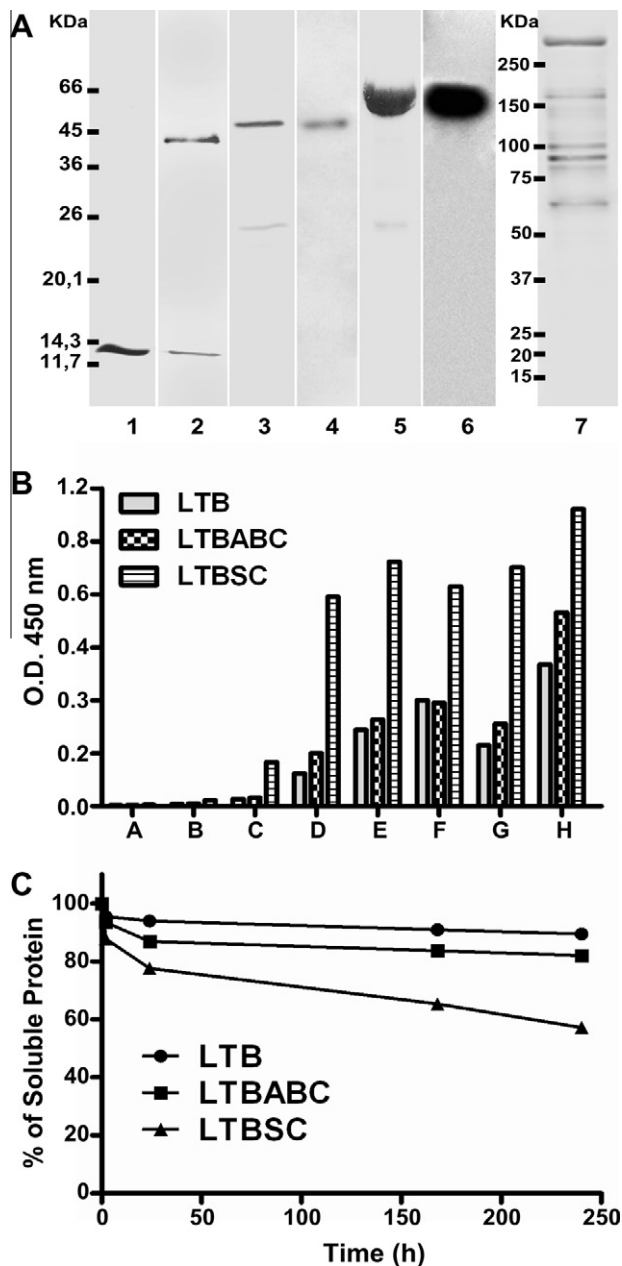 A
KDa
66
45
36
26
20,1
14,3
11,7
1 2 3 4 5 6
KDa
250
150
100
75
50
37
25
20
15
7
B
O.D. 450 nm
1.2
0.8
0.6
0.4
0.3
0.2
0.0
LTB
LTBABC
LTBSC
A B C D E F G H
C
% of Soluble Protein
100
80
60
40
20
0
LTB
LTBABC
LTBSC
0 50 100 150 200 250
Time (h)